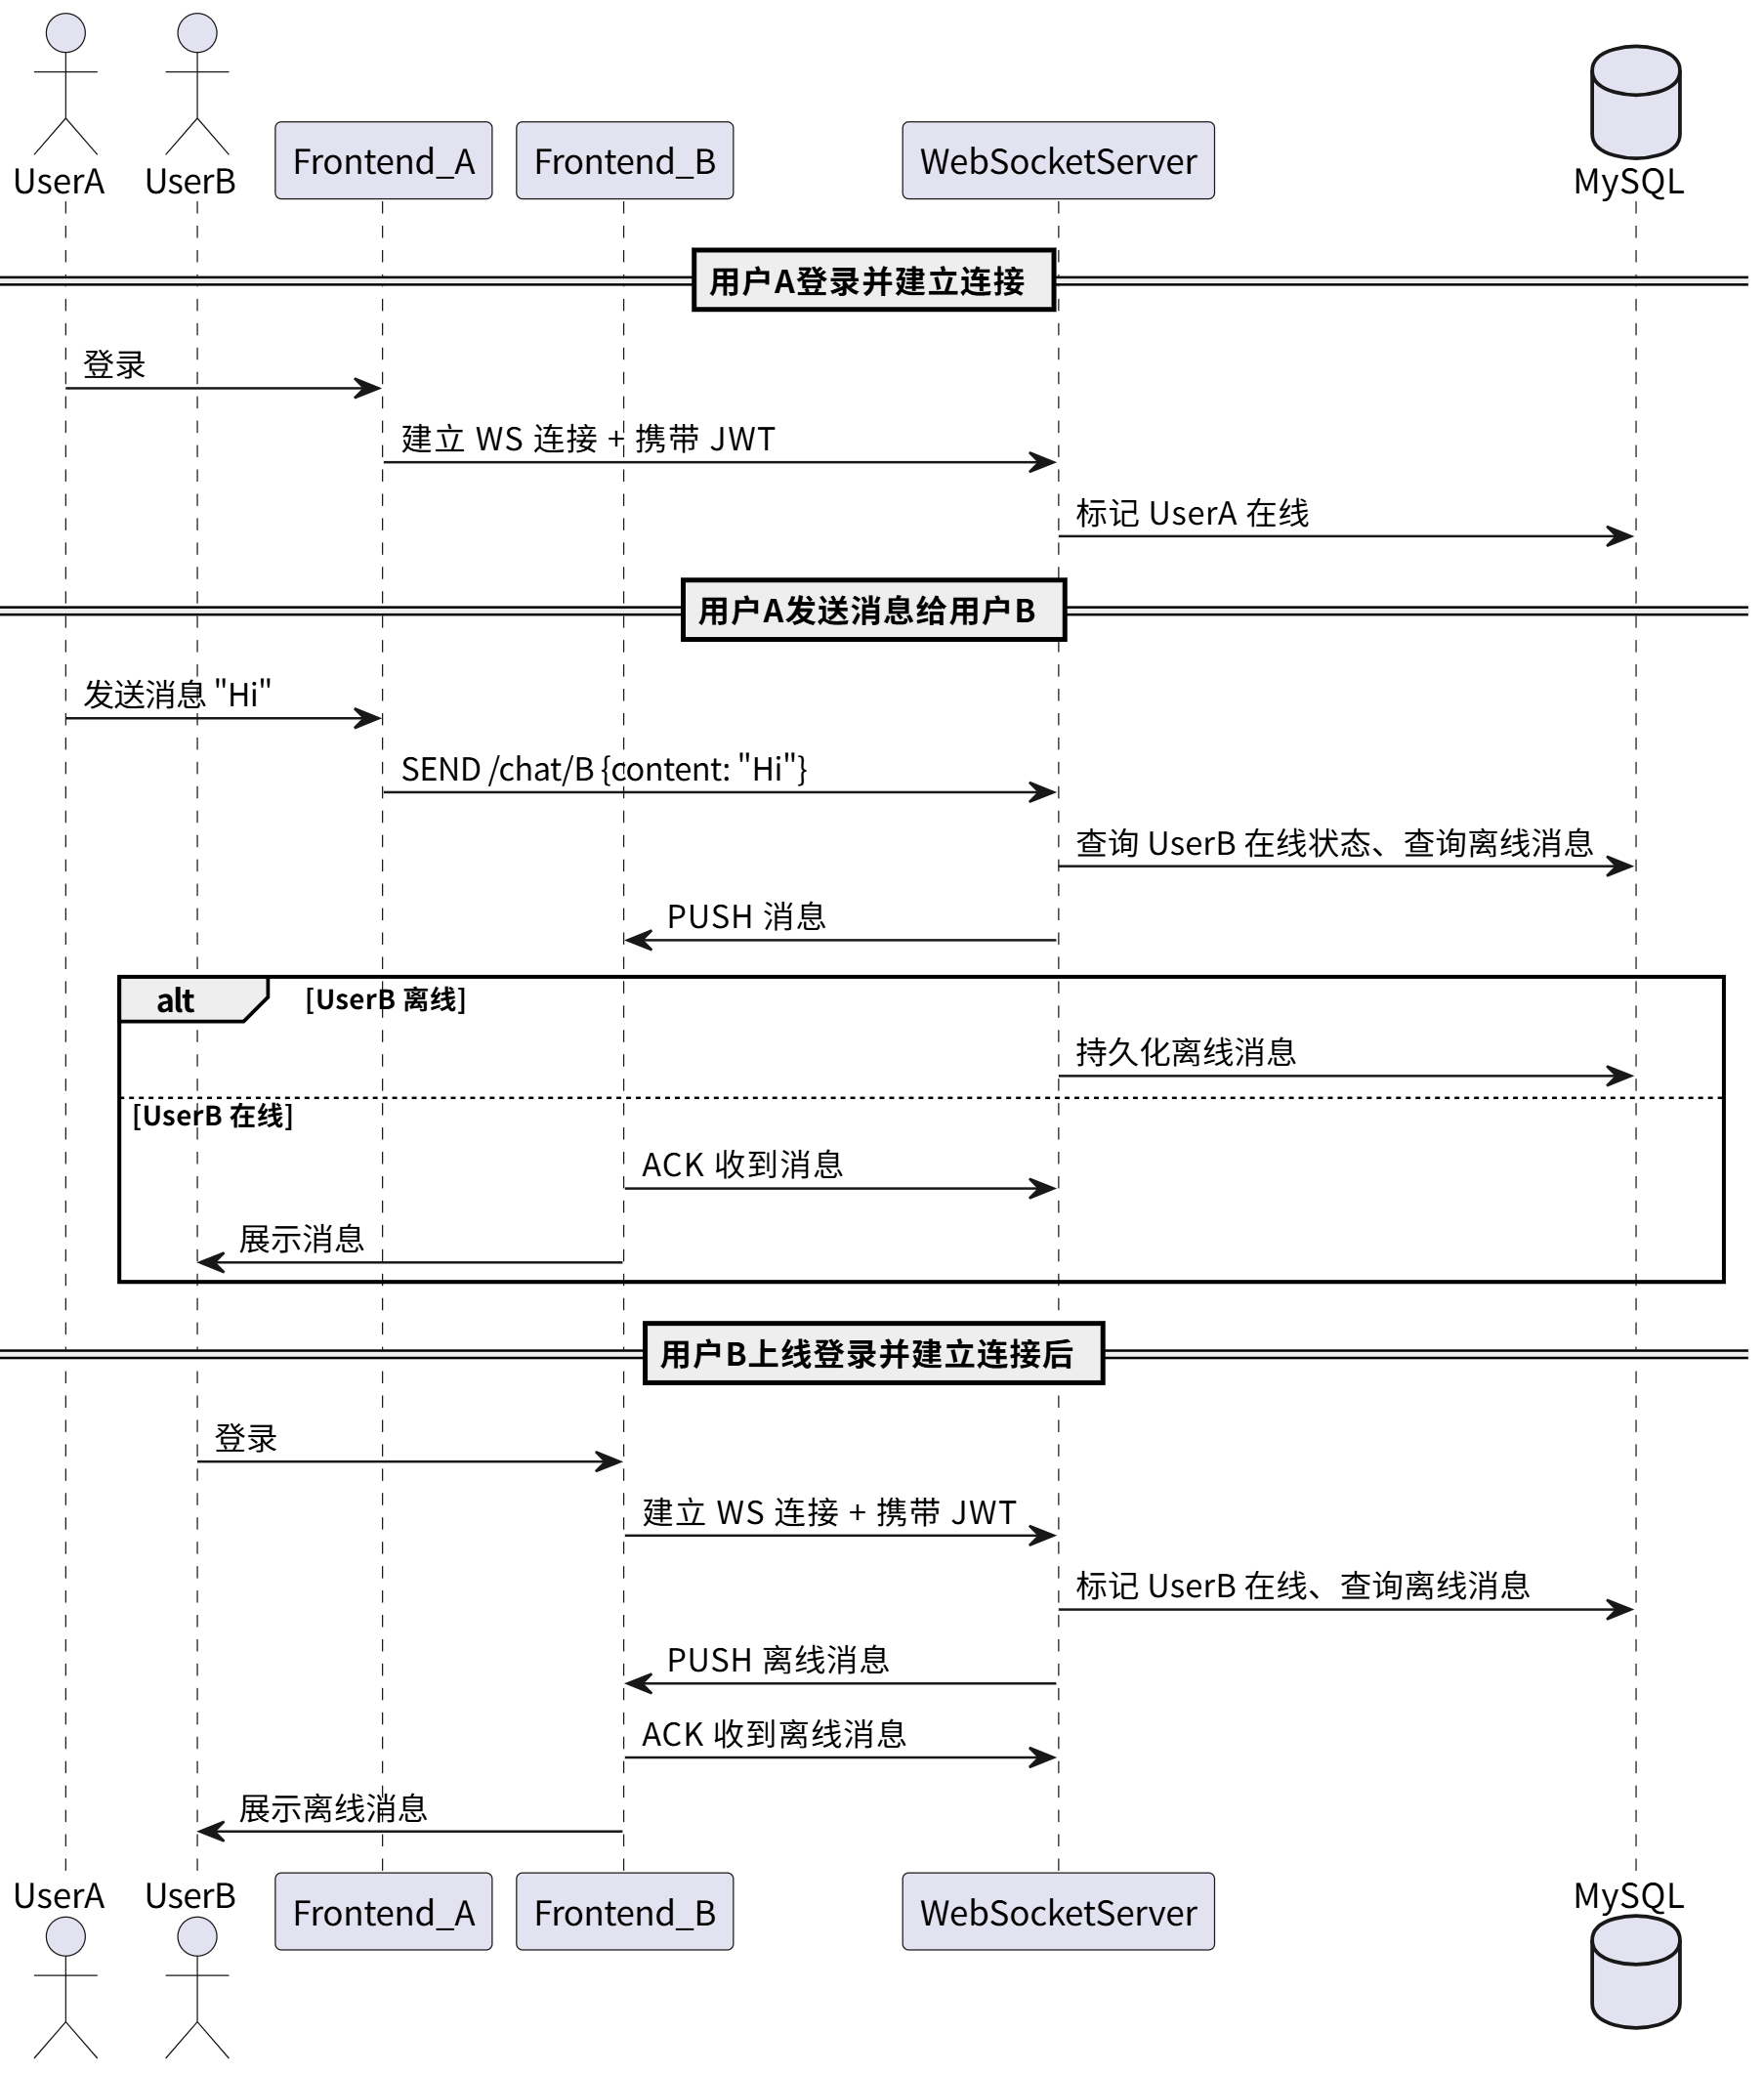 UserA
UserB
Frontend_A
Frontend_B
WebSocketServer
MySQL
用户A登录并建立连接
登录
建立 WS 连接 + 携带 JWT
标记 UserA 在线
用户A发送消息给用户B
发送消息 "Hi"
SEND /chat/B {content: "Hi"}
查询 UserB 在线状态、查询离线消息
PUSH 消息
alt
[UserB 离线]
持久化离线消息
[UserB 在线]
ACK 收到消息
展示消息
用户B上线登录并建立连接后
登录
建立 WS 连接 + 携带 JWT
标记 UserB 在线、查询离线消息
PUSH 离线消息
ACK 收到离线消息
展示离线消息
UserA
UserB
Frontend_A
Frontend_B
WebSocketServer
MySQL